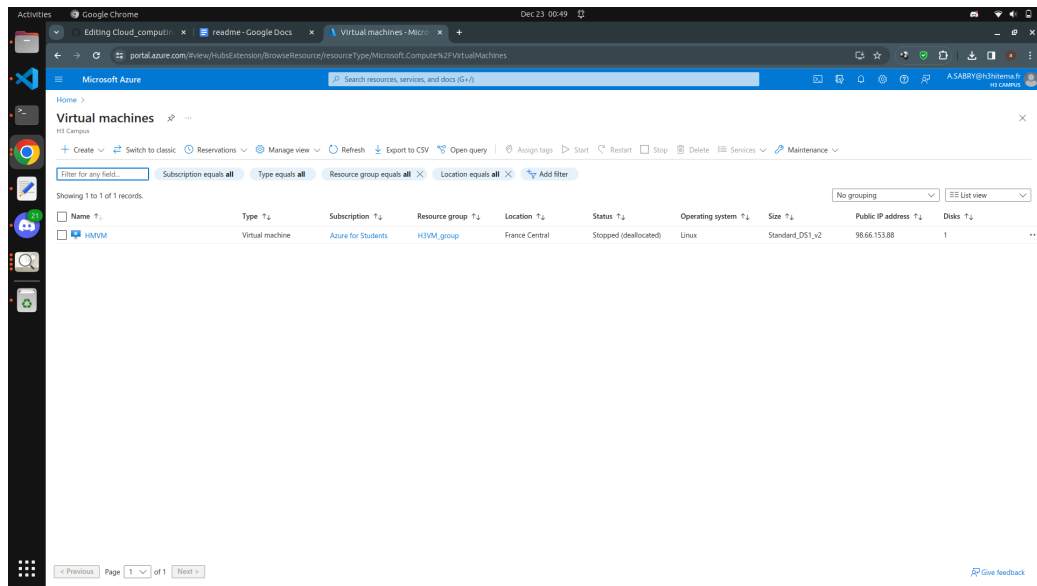 Activities Google Chrome Dec 23 00:49
Editing Cloud_computin readme - Google Docs Virtual machines - Micro
portal.azure.com/#view/HubsExtension/BrowseResource/resourceType/Microsoft.Compute%2FVirtualMachines
Microsoft Azure Search resources, services, and docs (G+/) A.SABRY@h3hitema.fr
H3 CAMPUS
Home >
Virtual machines ...
H3 Campus
Create Switch to classic Reservations Manage view Refresh Export to CSV Open query Assign tags Start Restart Stop Delete Services Maintenance
Filter for any field... Subscription equals all Type equals all Resource group equals all Location equals all Add filter
Showing 1 to 1 of 1 records. No grouping List view
Name Type Subscription Resource group Location Status Operating system Size Public IP address Disks
21
HMVM Virtual machine Azure for Students H3VM_group France Central Stopped (deallocated) Linux Standard_DS1_v2 98.66.153.88 1
< Previous Page 1 of 1 Next > Give feedback